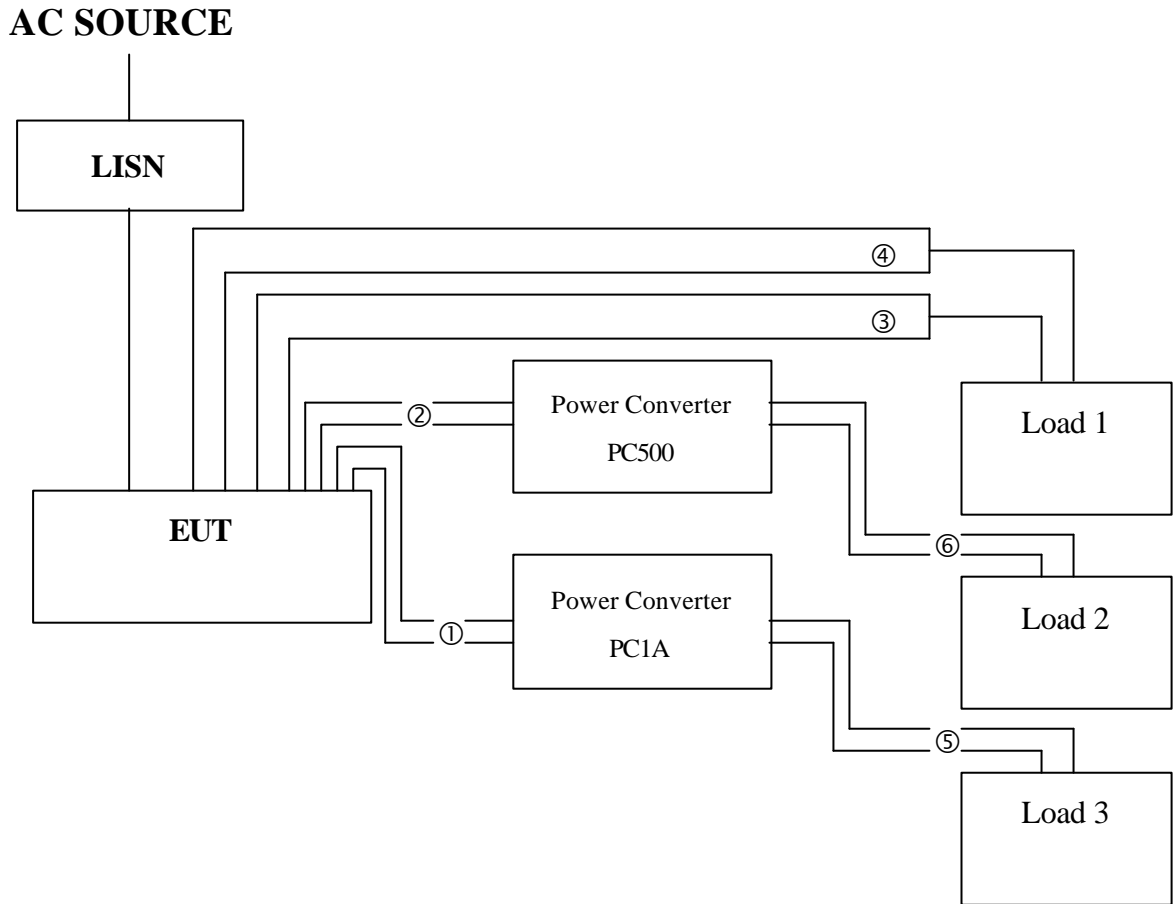 AC SOURCE
LISN
④
③
Power Converter
PC500
②
Load 1
EUT
⑥
Power Converter
PC1A
Load 2
①
⑤
Load 3